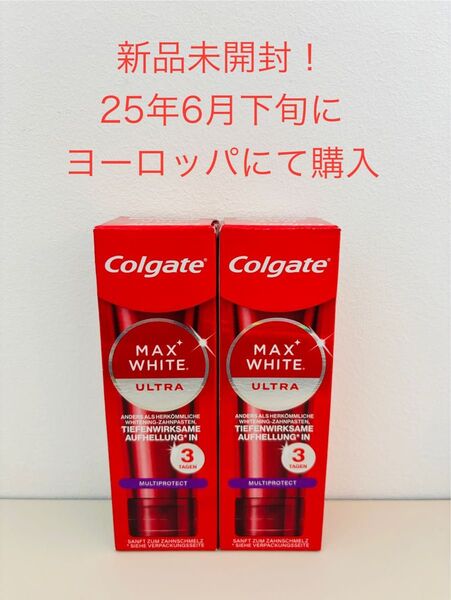 新品未開封！
25年6月下旬に
ヨーロッパにて購入
Colgate®
MAX+
WHITE®
ULTRA
ANDERS ALS HERKÖMMLICHE
WHITENING-ZAHNPASTEN,
TIEFENWIRKSAME
AUFHELLUNG* IN
3
TAGEN
MULTIPROTECT
SANFT ZUM ZAHNSCHMELZ
* SIEHE VERPACKUNGSSEITE
Colgate®
MAX+
WHITE®
ULTRA
ANDERS ALS HERKÖMMLICHE
WHITENING-ZAHNPASTEN,
TIEFENWIRKSAME
AUFHELLUNG* IN
3
TAGEN
MULTIPROTECT
SANFT ZUM ZAHNSCHMELZ
* SIEHE VERPACKUNGSSEITE